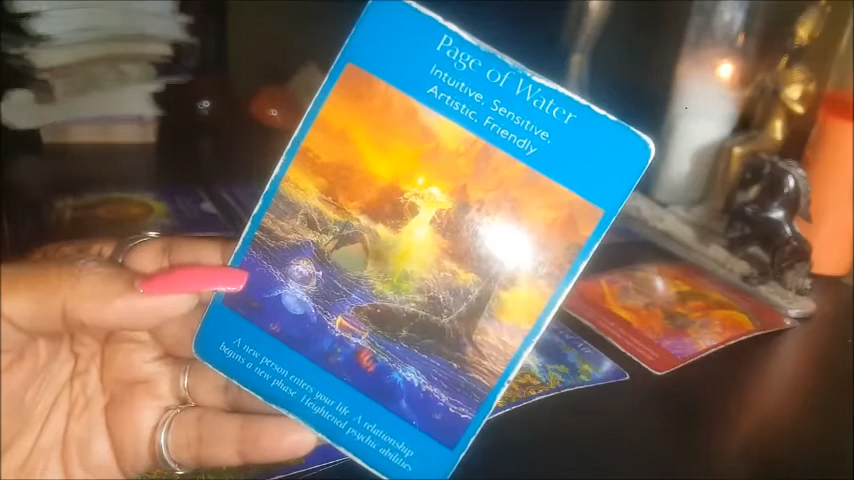 Page of Water
Intuitive, Sensitive,
Artistic, Friendly
A new person enters your life A relationship
begins a new phase Heightened psychic abilities